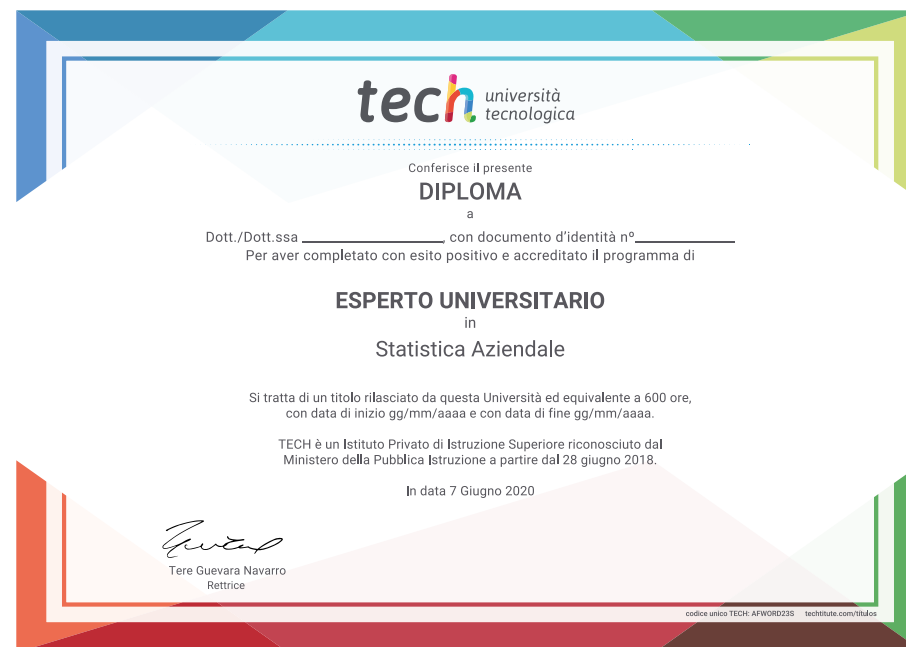 tech università
tecnologica
Conferisce il presente
DIPLOMA
a
Dott./Dott.ssa , con documento d'identità nº
Per aver completato con esito positivo e accreditato il programma di
ESPERTO UNIVERSITARIO
in
Statistica Aziendale
Si tratta di un titolo rilasciato da questa Università ed equivalente a 600 ore,
con data di inizio gg/mm/aaaa e con data di fine gg/mm/aaaa.
TECH è un Istituto Privato di Istruzione Superiore riconosciuto dal
Ministero della Pubblica Istruzione a partire dal 28 giugno 2018.
In data 7 Giugno 2020
Tere Guevara Navarro
Rettrice
codice unico TECH: AFWORD23S techtitute.com/titulos